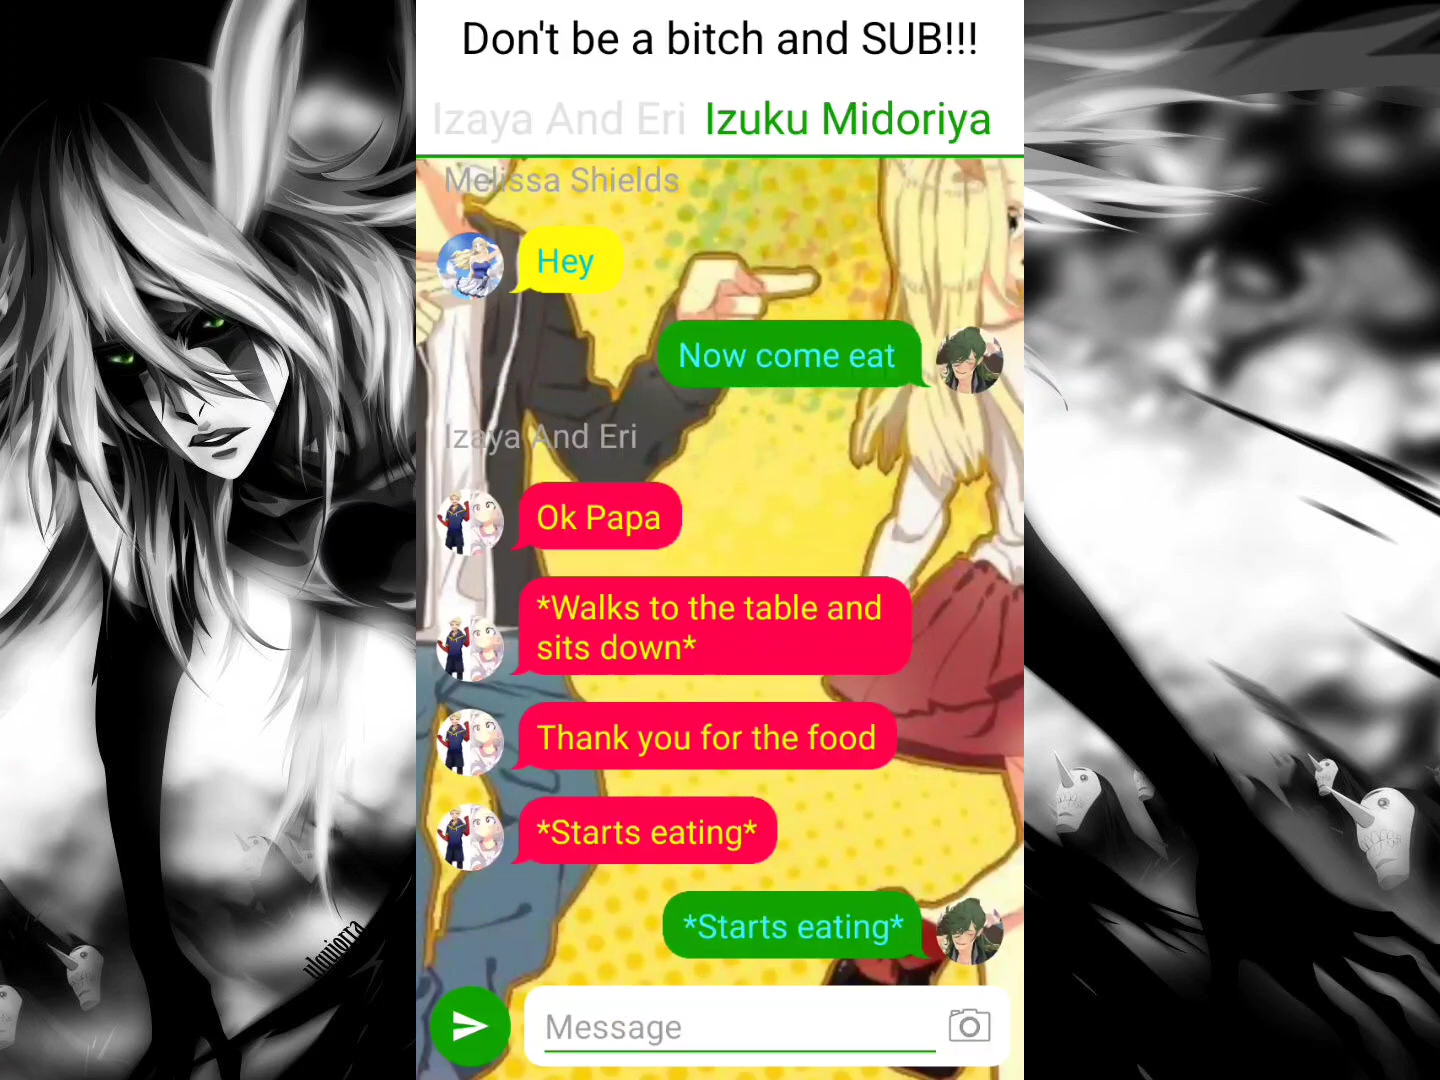 Don't be a bitch and SUB!!!
Izaya And Eri Izuku Midoriya
Melissa Shields
Hey
Now come eat
Izaya And Eri
Ok Papa
*Walks to the table and
sits down*
Thank you for the food
*Starts eating*
*Starts eating*
Message
ulquiorra